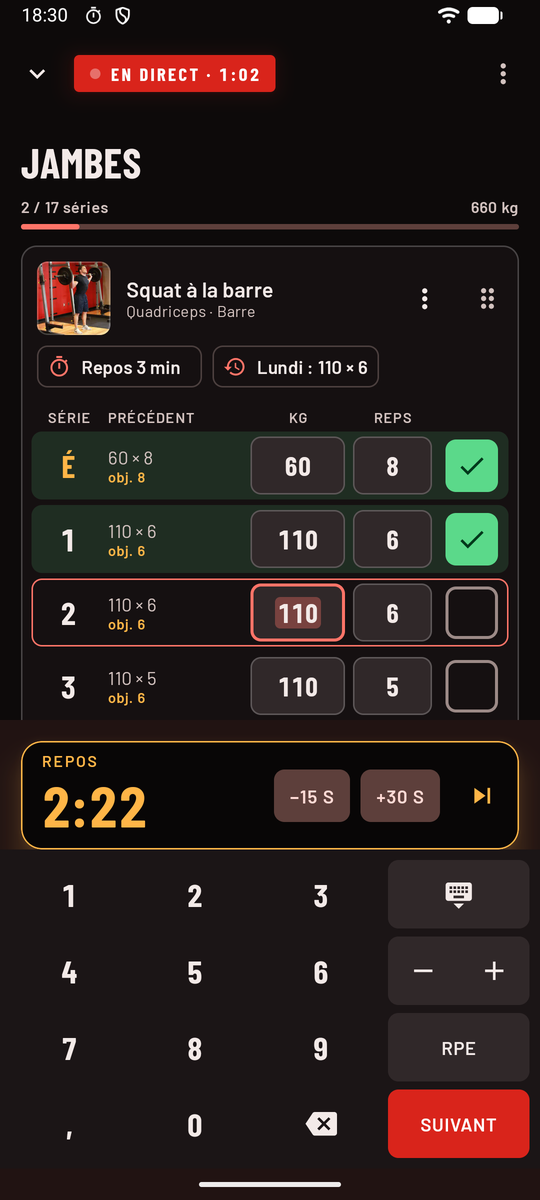 18:30
EN DIRECT · 1:02
JAMBES
2 / 17 séries 660 kg
Squat à la barre
Quadriceps · Barre
Repos 3 min Lundi : 110 × 6
SÉRIE PRÉCÉDENT KG REPS
É 60 × 8 60 8
obj. 8
1 110 × 6 110 6
obj. 6
2 110 × 6 110 6
obj. 6
3 110 × 5 110 5
obj. 6
REPOS
2:22 −15 S +30 S
1 2 3
4 5 6 − +
7 8 9 RPE
, 0 SUIVANT